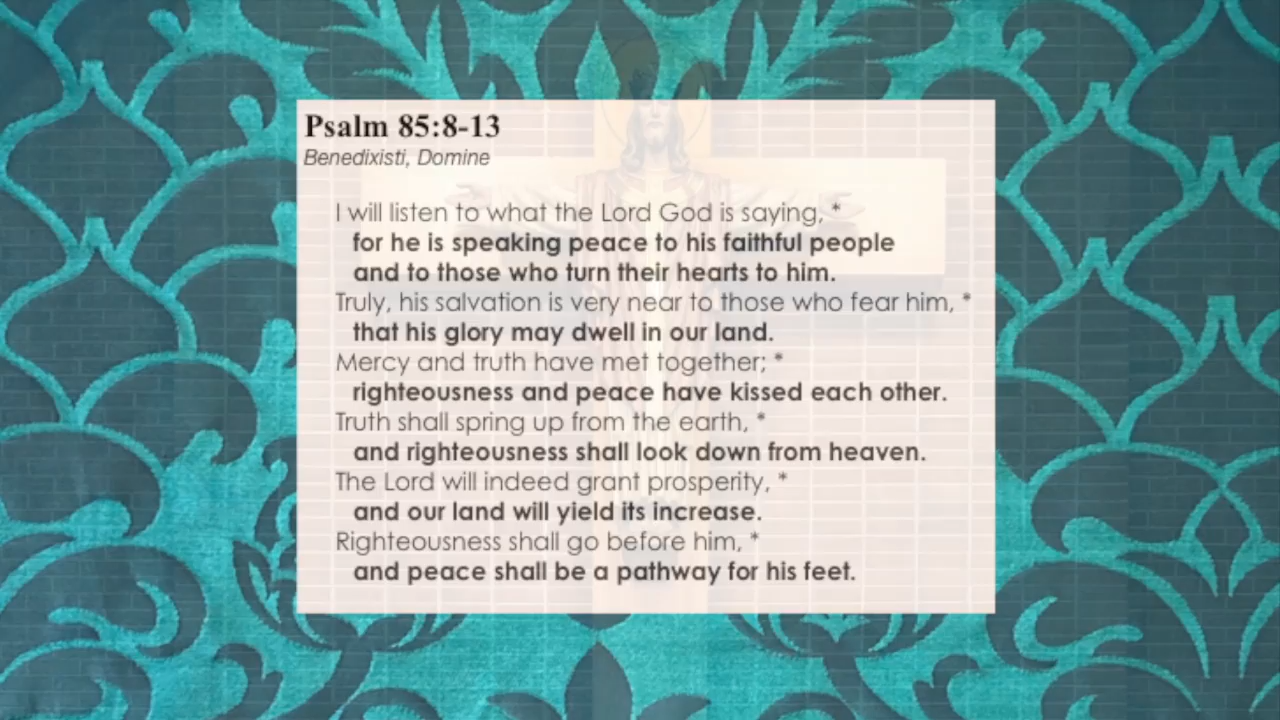 Psalm 85:8-13
Benedixisti, Domine
I will listen to what the Lord God is saying, *
for he is speaking peace to his faithful people
and to those who turn their hearts to him.
Truly, his salvation is very near to those who fear him, *
that his glory may dwell in our land.
Mercy and truth have met together; *
righteousness and peace have kissed each other.
Truth shall spring up from the earth, *
and righteousness shall look down from heaven.
The Lord will indeed grant prosperity, *
and our land will yield its increase.
Righteousness shall go before him, *
and peace shall be a pathway for his feet.